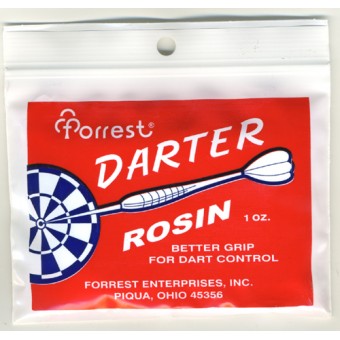 Forrest®
DARTER
ROSIN 1 OZ.
BETTER GRIP
FOR DART CONTROL
FORREST ENTERPRISES, INC.
PIQUA, OHIO 45356